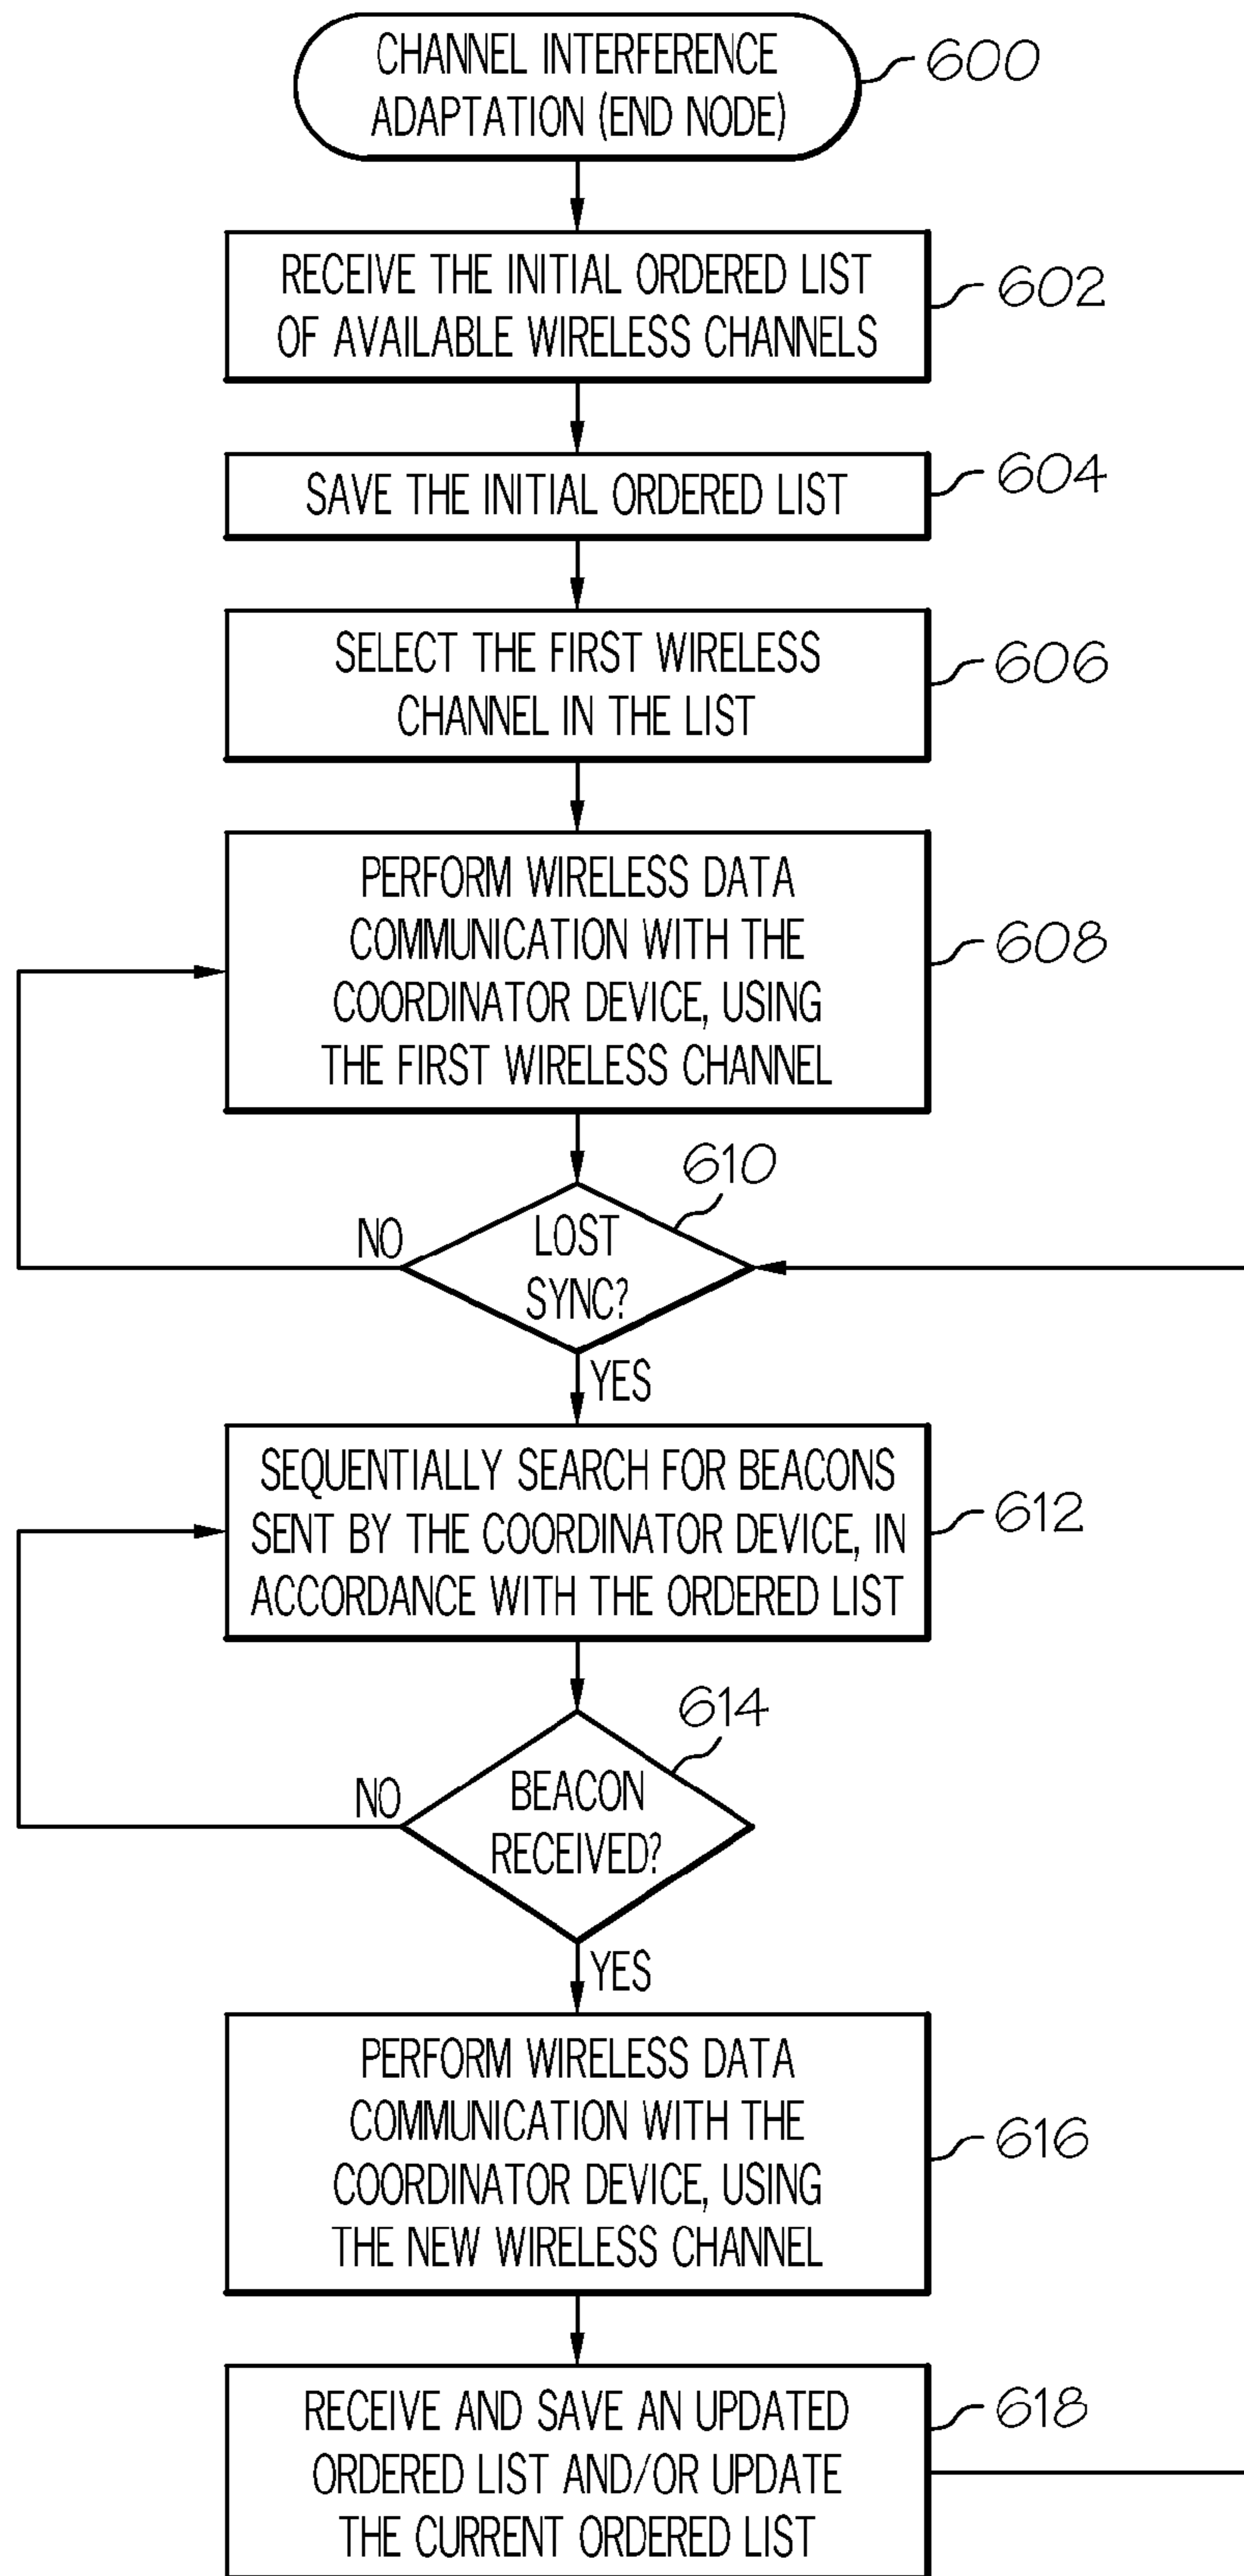 CHANNEL INTERFERENCE
ADAPTATION (END NODE)
600
RECEIVE THE INITIAL ORDERED LIST
OF AVAILABLE WIRELESS CHANNELS
602
SAVE THE INITIAL ORDERED LIST
604
SELECT THE FIRST WIRELESS
CHANNEL IN THE LIST
606
PERFORM WIRELESS DATA
COMMUNICATION WITH THE
COORDINATOR DEVICE, USING
THE FIRST WIRELESS CHANNEL
608
610
NO
LOST
SYNC?
YES
SEQUENTIALLY SEARCH FOR BEACONS
SENT BY THE COORDINATOR DEVICE, IN
ACCORDANCE WITH THE ORDERED LIST
612
614
NO
BEACON
RECEIVED?
YES
PERFORM WIRELESS DATA
COMMUNICATION WITH THE
COORDINATOR DEVICE, USING
THE NEW WIRELESS CHANNEL
616
RECEIVE AND SAVE AN UPDATED
ORDERED LIST AND/OR UPDATE
THE CURRENT ORDERED LIST
618